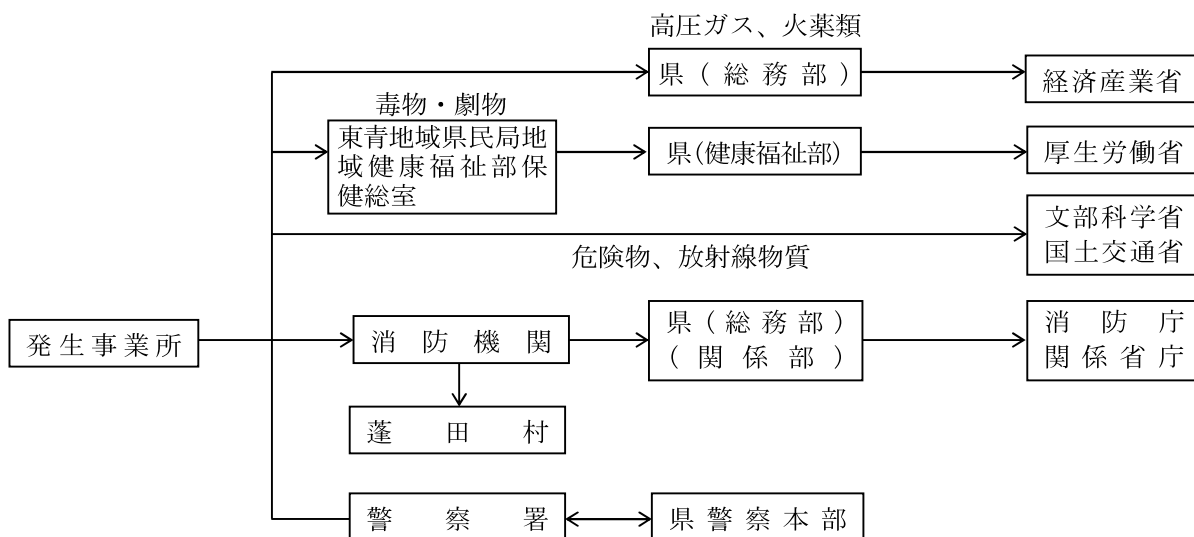 高圧ガス、火薬類
県(総務部)
経済産業省
毒物・劇物
東青地域県民局地
域健康福祉部保
健総室
県(健康福祉部)
厚生労働省
文部科学省
国土交通省
危険物、放射線物質
発生事業所
消防機関
県(総務部)
(関係部)
消防庁
関係省庁
蓬田村
警察署
県警察本部